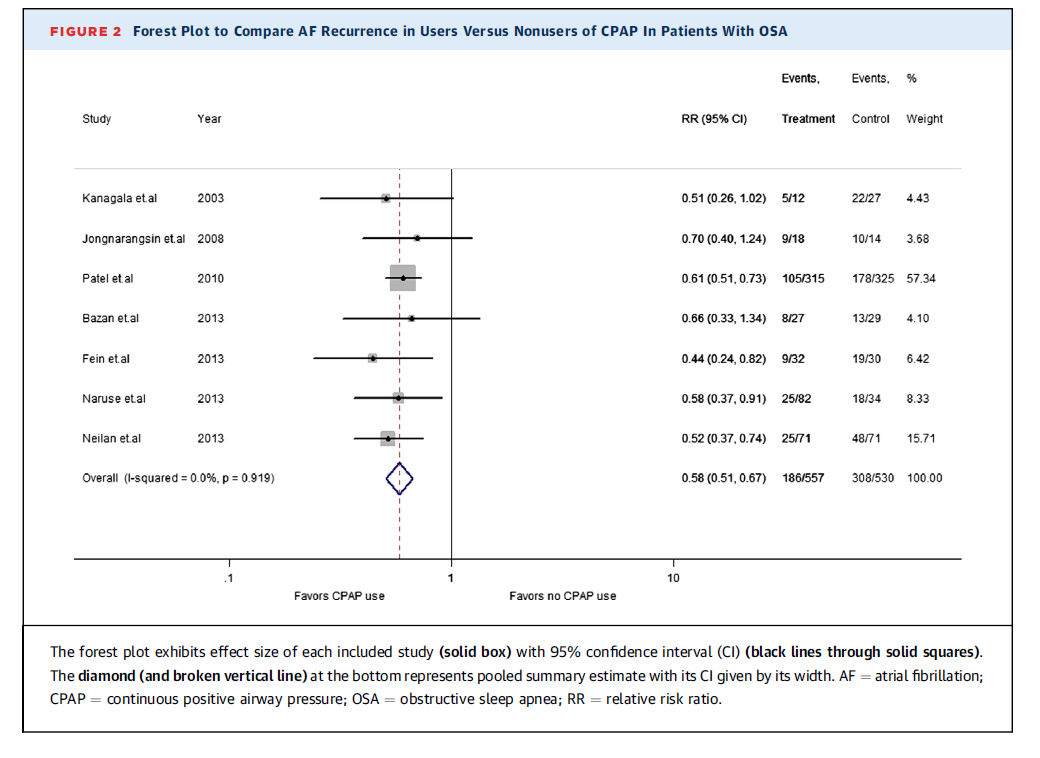 FIGURE 2 Forest Plot to Compare AF Recurrence in Users Versus Nonusers of CPAP In Patients With OSA
Events, Events, %
Study Year RR (95% CI) Treatment Control Weight
Kanagala et.al 2003 0.51 (0.26, 1.02) 5/12 22/27 4.43
Jongnarangsin et.al 2008 0.70 (0.40, 1.24) 9/18 10/14 3.68
Patel et.al 2010 0.61 (0.51, 0.73) 105/315 178/325 57.34
Bazan et.al 2013 0.66 (0.33, 1.34) 8/27 13/29 4.10
Fein et.al 2013 0.44 (0.24, 0.82) 9/32 19/30 6.42
Naruse et.al 2013 0.58 (0.37, 0.91) 25/82 18/34 8.33
Neilan et.al 2013 0.52 (0.37, 0.74) 25/71 48/71 15.71
Overall (I-squared = 0.0%, p = 0.919) 0.58 (0.51, 0.67) 186/557 308/530 100.00
.1 1 10
Favors CPAP use Favors no CPAP use
The forest plot exhibits effect size of each included study (solid box) with 95% confidence interval (CI) (black lines through solid squares).
The diamond (and broken vertical line) at the bottom represents pooled summary estimate with its CI given by its width. AF = atrial fibrillation;
CPAP = continuous positive airway pressure; OSA = obstructive sleep apnea; RR = relative risk ratio.